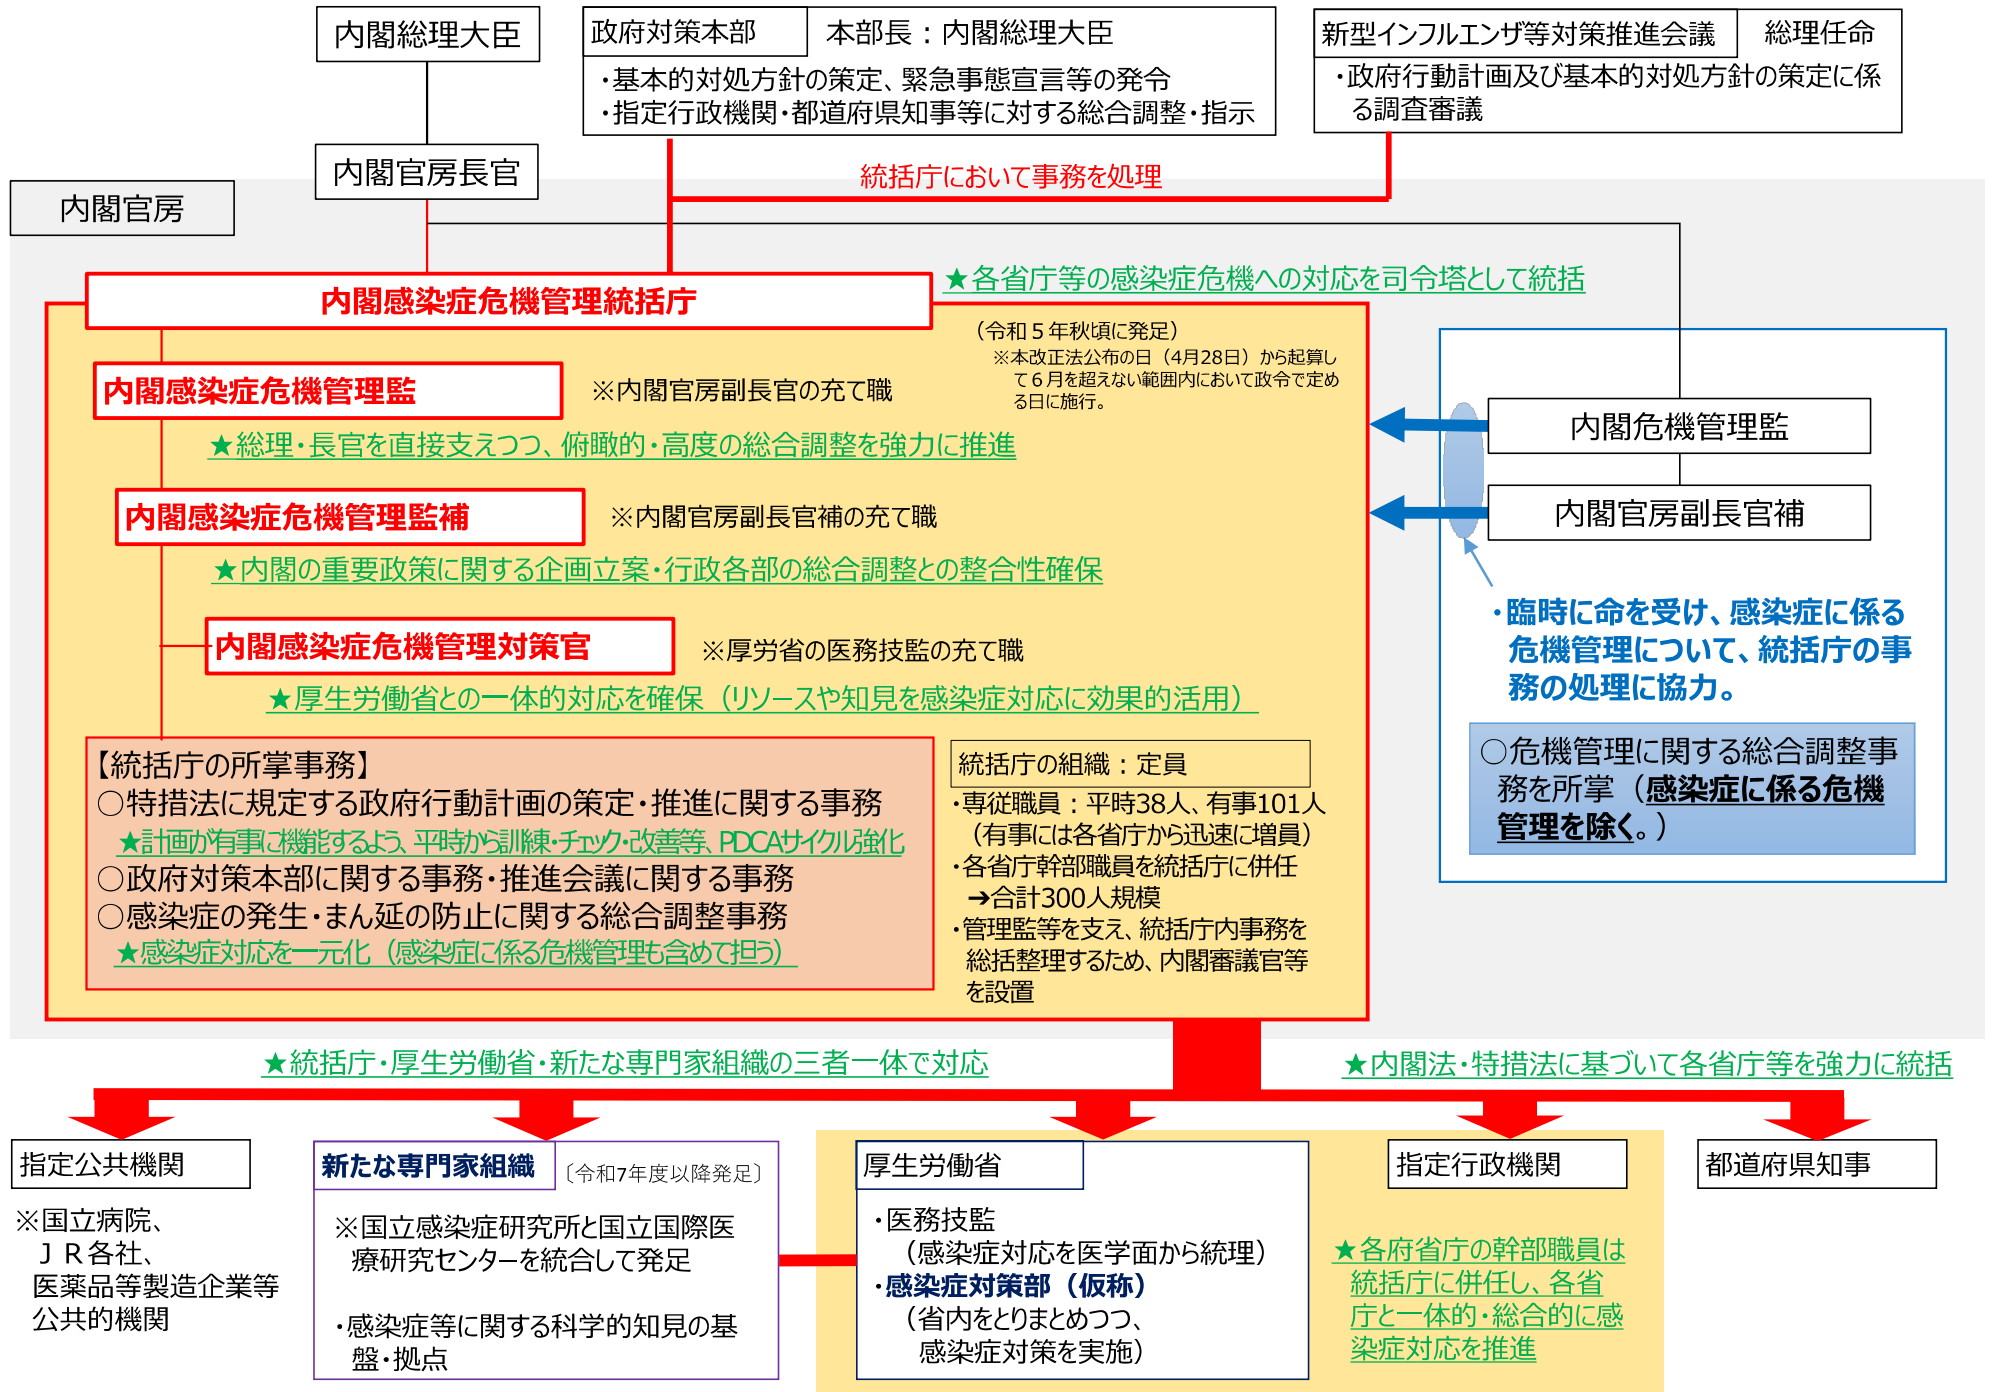 内閣総理大臣
政府対策本部
本部長：内閣総理大臣
・基本的対処方針の策定、緊急事態宣言等の発令
・指定行政機関・都道府県知事等に対する総合調整・指示
新型インフルエンザ等対策推進会議
総理任命
・政府行動計画及び基本的対処方針の策定に係
る調査審議
内閣官房長官
統括庁において事務を処理
内閣官房
★各省庁等の感染症危機への対応を司令塔として統括
内閣感染症危機管理統括庁
（令和５年秋頃に発足）
※本改正法公布の日（4月28日）から起算し
て６月を超えない範囲内において政令で定め
る日に施行。
内閣感染症危機管理監
※内閣官房副長官の充て職
★総理・長官を直接支えつつ、俯瞰的・高度の総合調整を強力に推進
内閣感染症危機管理監補
※内閣官房副長官補の充て職
★内閣の重要政策に関する企画立案・行政各部の総合調整との整合性確保
内閣感染症危機管理対策官
※厚労省の医務技監の充て職
★厚生労働省との一体的対応を確保（リソースや知見を感染症対応に効果的活用）
【統括庁の所掌事務】
○特措法に規定する政府行動計画の策定・推進に関する事務
★計画が有事に機能するよう、平時から訓練・チェック・改善等、PDCAサイクル強化
○政府対策本部に関する事務・推進会議に関する事務
○感染症の発生・まん延の防止に関する総合調整事務
★感染症対応を一元化（感染症に係る危機管理も含めて担う）
統括庁の組織：定員
・専従職員：平時38人、有事101人
（有事には各省庁から迅速に増員）
・各省庁幹部職員を統括庁に併任
➔合計300人規模
・管理監等を支え、統括庁内事務を
総括整理するため、内閣審議官等
を設置
内閣危機管理監
内閣官房副長官補
・臨時に命を受け、感染症に係る
危機管理について、統括庁の事
務の処理に協力。
○危機管理に関する総合調整事
務を所掌（感染症に係る危機
管理を除く。）
★統括庁・厚生労働省・新たな専門家組織の三者一体で対応
★内閣法・特措法に基づいて各省庁等を強力に統括
指定公共機関
※国立病院、
ＪＲ各社、
医薬品等製造企業等
公共的機関
新たな専門家組織
〔令和7年度以降発足〕
※国立感染症研究所と国立国際医
療研究センターを統合して発足
・感染症等に関する科学的知見の基
盤・拠点
厚生労働省
・医務技監
（感染症対応を医学面から統理）
・感染症対策部（仮称）
（省内をとりまとめつつ、
感染症対策を実施）
指定行政機関
★各府省庁の幹部職員は
統括庁に併任し、各省
庁と一体的・総合的に感
染症対応を推進
都道府県知事